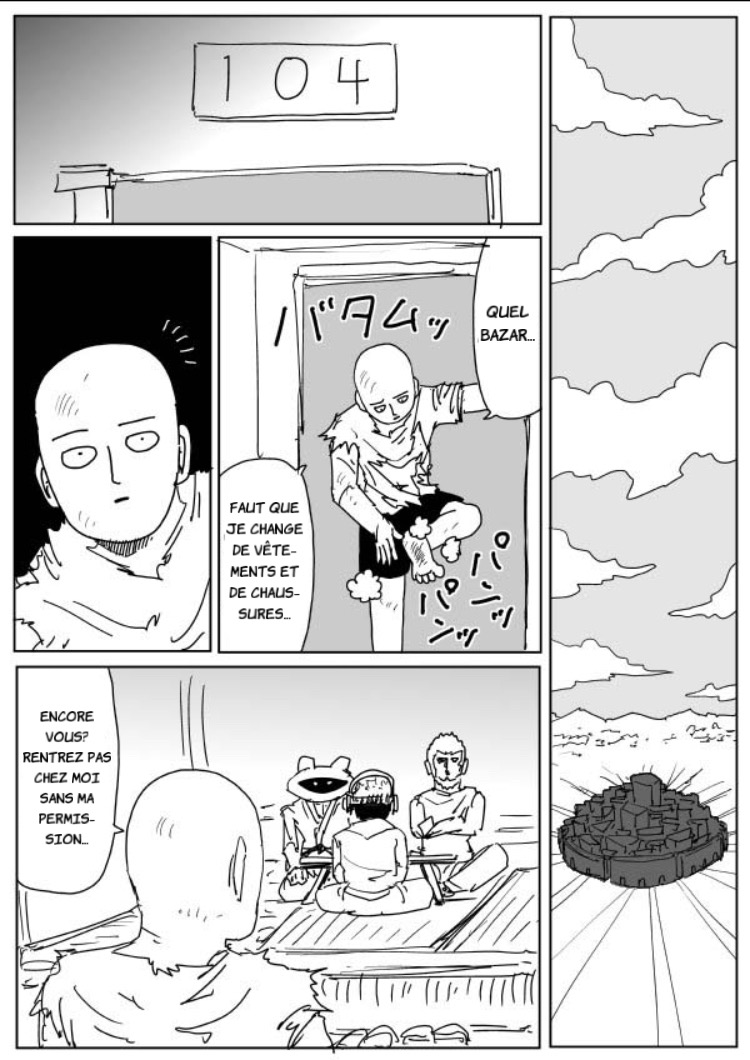 104
QUEL
BAZAR...
バタムッ
FAUT QUE
JE CHANGE
DE VÊTE-
MENTS ET
DE CHAUS-
SURES...
パンッ
パンッ
ENCORE
VOUS?
RENTREZ PAS
CHEZ MOI
SANS MA
PERMIS-
SION...